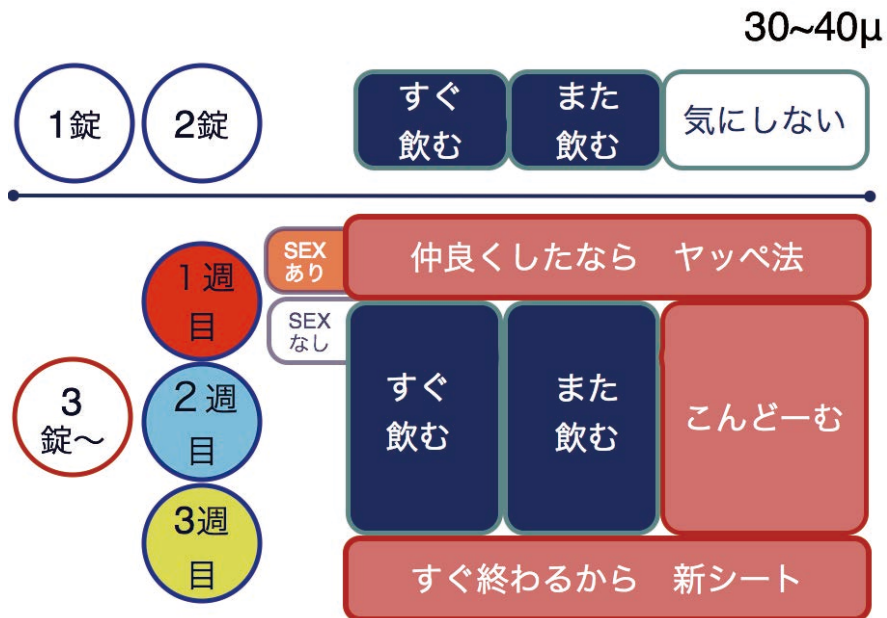 30~40μ
1錠
2錠
すぐ
飲む
また
飲む
気にしない
SEX
あり
仲良くしたなら ヤッペ法
1週
目
SEX
なし
3
錠〜
2週
目
すぐ
飲む
また
飲む
こんどーむ
3週
目
すぐ終わるから 新シート